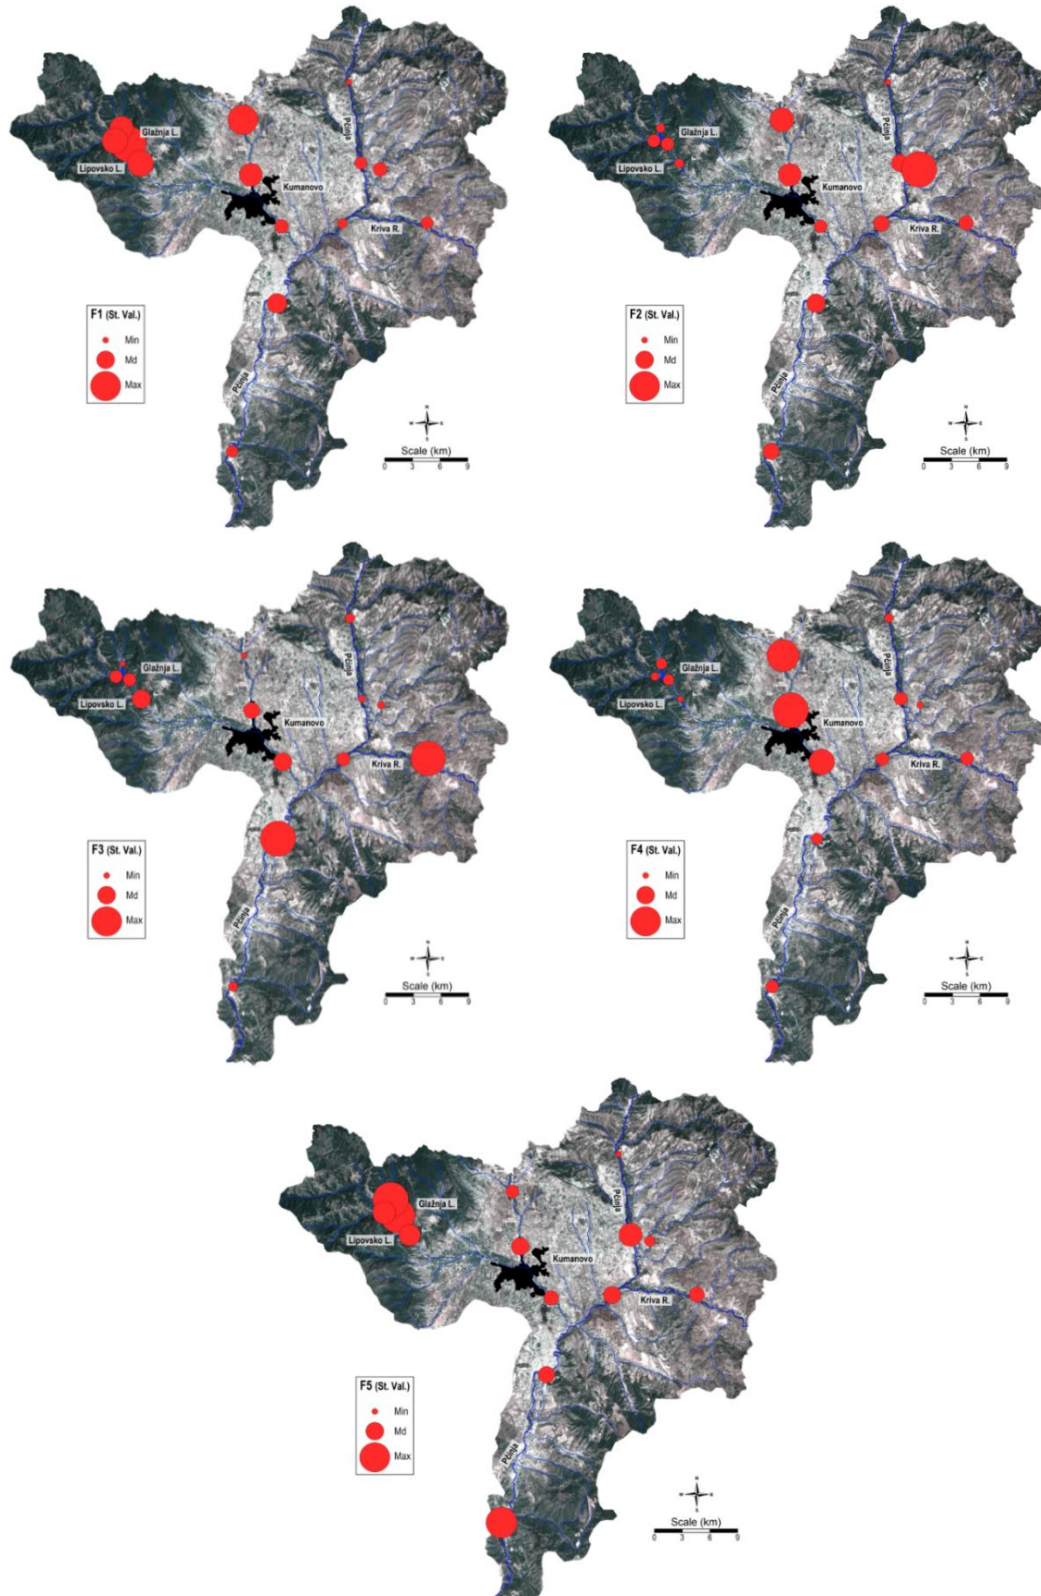 Glažnja L.
Lipovsko L.
Kumanovo
Pčinja
Kriva R.
Pčinja
F1 (St. Val.)
Min
Md
Max
N
W E
S
Scale (km)
0 3 6 9
Glažnja L.
Lipovsko L.
Kumanovo
Pčinja
Kriva R.
Pčinja
F2 (St. Val.)
Min
Md
Max
N
W E
S
Scale (km)
0 3 6 9
Glažnja L.
Lipovsko L.
Kumanovo
Pčinja
Kriva R.
Pčinja
F3 (St. Val.)
Min
Md
Max
N
W E
S
Scale (km)
0 3 6 9
Glažnja L.
Lipovsko L.
Kumanovo
Pčinja
Kriva R.
Pčinja
F4 (St. Val.)
Min
Md
Max
N
W E
S
Scale (km)
0 3 6 9
Glažnja L.
Lipovsko L.
Kumanovo
Pčinja
Kriva R.
Pčinja
F5 (St. Val.)
Min
Md
Max
N
W E
S
Scale (km)
0 3 6 9